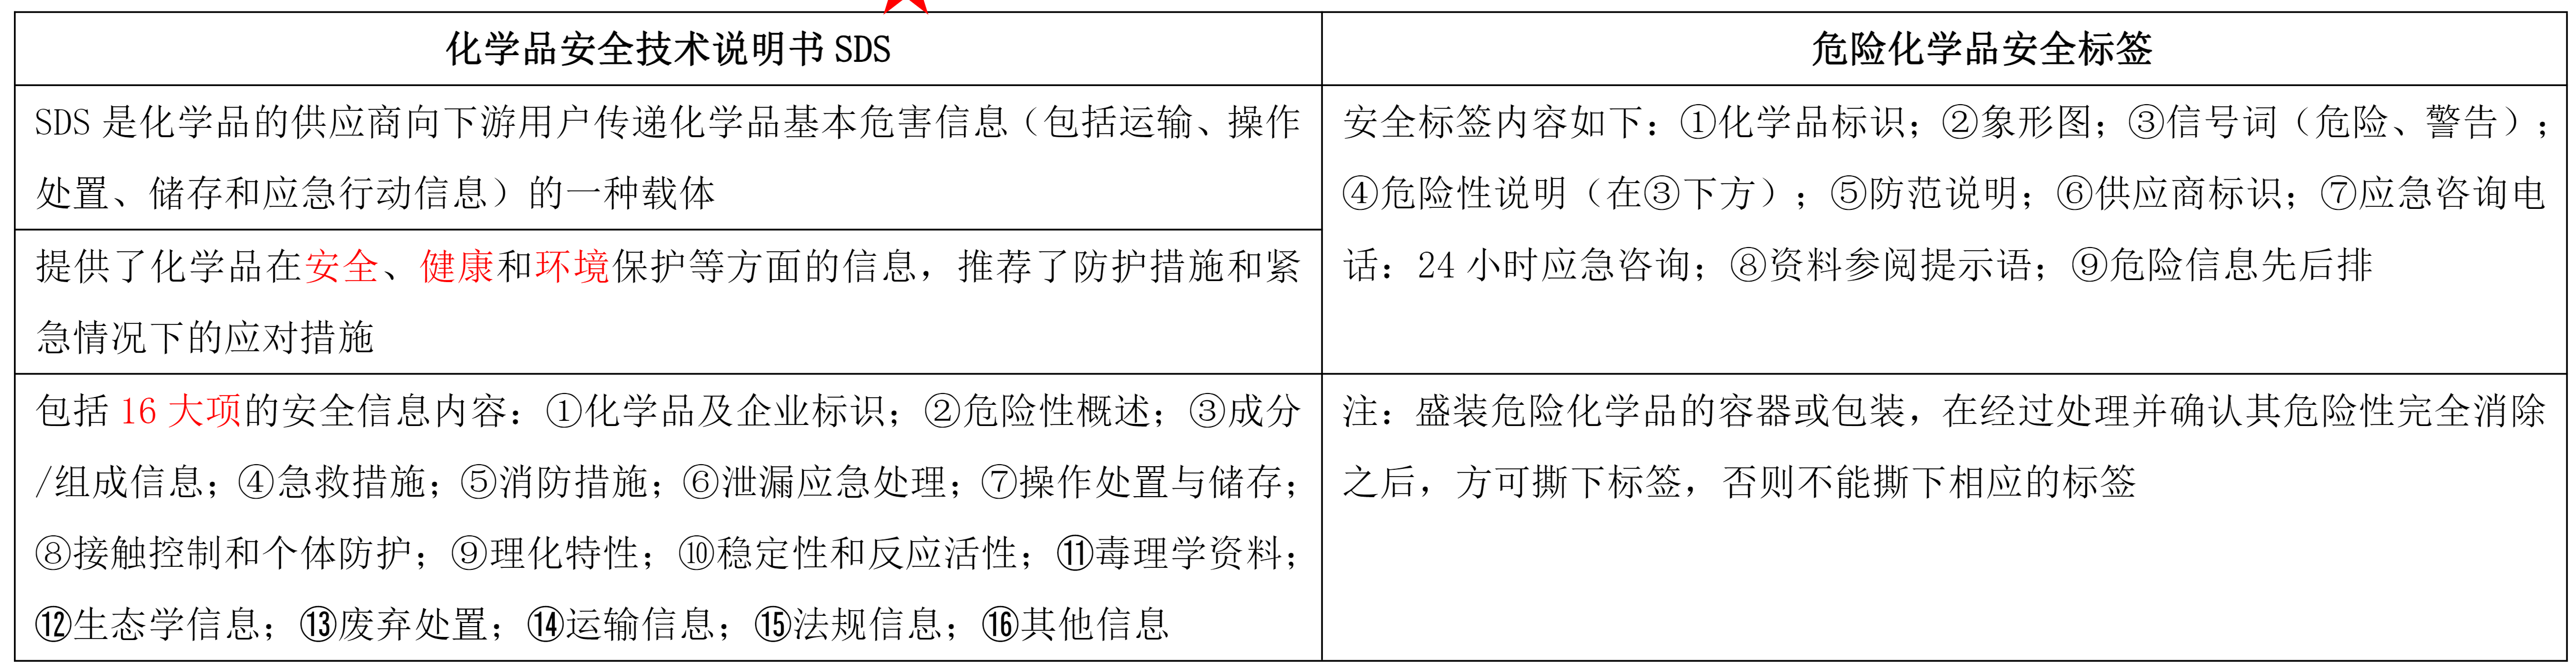 化学品安全技术说明书 SDS
危险化学品安全标签
SDS 是化学品的供应商向下游用户传递化学品基本危害信息（包括运输、操作
处置、储存和应急行动信息）的一种载体
提供了化学品在安全、健康和环境保护等方面的信息，推荐了防护措施和紧
急情况下的应对措施
安全标签内容如下：①化学品标识；②象形图；③信号词（危险、警告）；
④危险性说明（在③下方）；⑤防范说明；⑥供应商标识；⑦应急咨询电
话：24 小时应急咨询；⑧资料参阅提示语；⑨危险信息先后排
包括 16 大项的安全信息内容：①化学品及企业标识；②危险性概述；③成分
/组成信息；④急救措施；⑤消防措施；⑥泄漏应急处理；⑦操作处置与储存；
⑧接触控制和个体防护；⑨理化特性；⑩稳定性和反应活性；⑪毒理学资料；
⑫生态学信息；⑬废弃处置；⑭运输信息；⑮法规信息；⑯其他信息
注：盛装危险化学品的容器或包装，在经过处理并确认其危险性完全消除
之后，方可撕下标签，否则不能撕下相应的标签